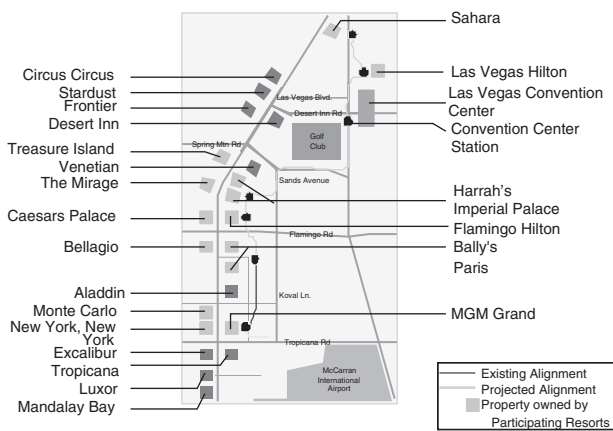 Sahara
Circus Circus
Stardust
Frontier
Desert Inn
Treasure Island
Venetian
The Mirage
Caesars Palace
Bellagio
Aladdin
Monte Carlo
New York, New
York
Excalibur
Tropicana
Luxor
Mandalay Bay
Las Vegas Blvd.
Desert Inn Rd
Golf
Club
Spring Mtn Rd
Sands Avenue
Flamingo Rd
Koval Ln.
Tropicana Rd
McCarran
International
Airport
Las Vegas Hilton
Las Vegas Convention
Center
Convention Center
Station
Harrah's
Imperial Palace
Flamingo Hilton
Bally's
Paris
MGM Grand
Existing Alignment
Projected Alignment
Property owned by
Participating Resorts